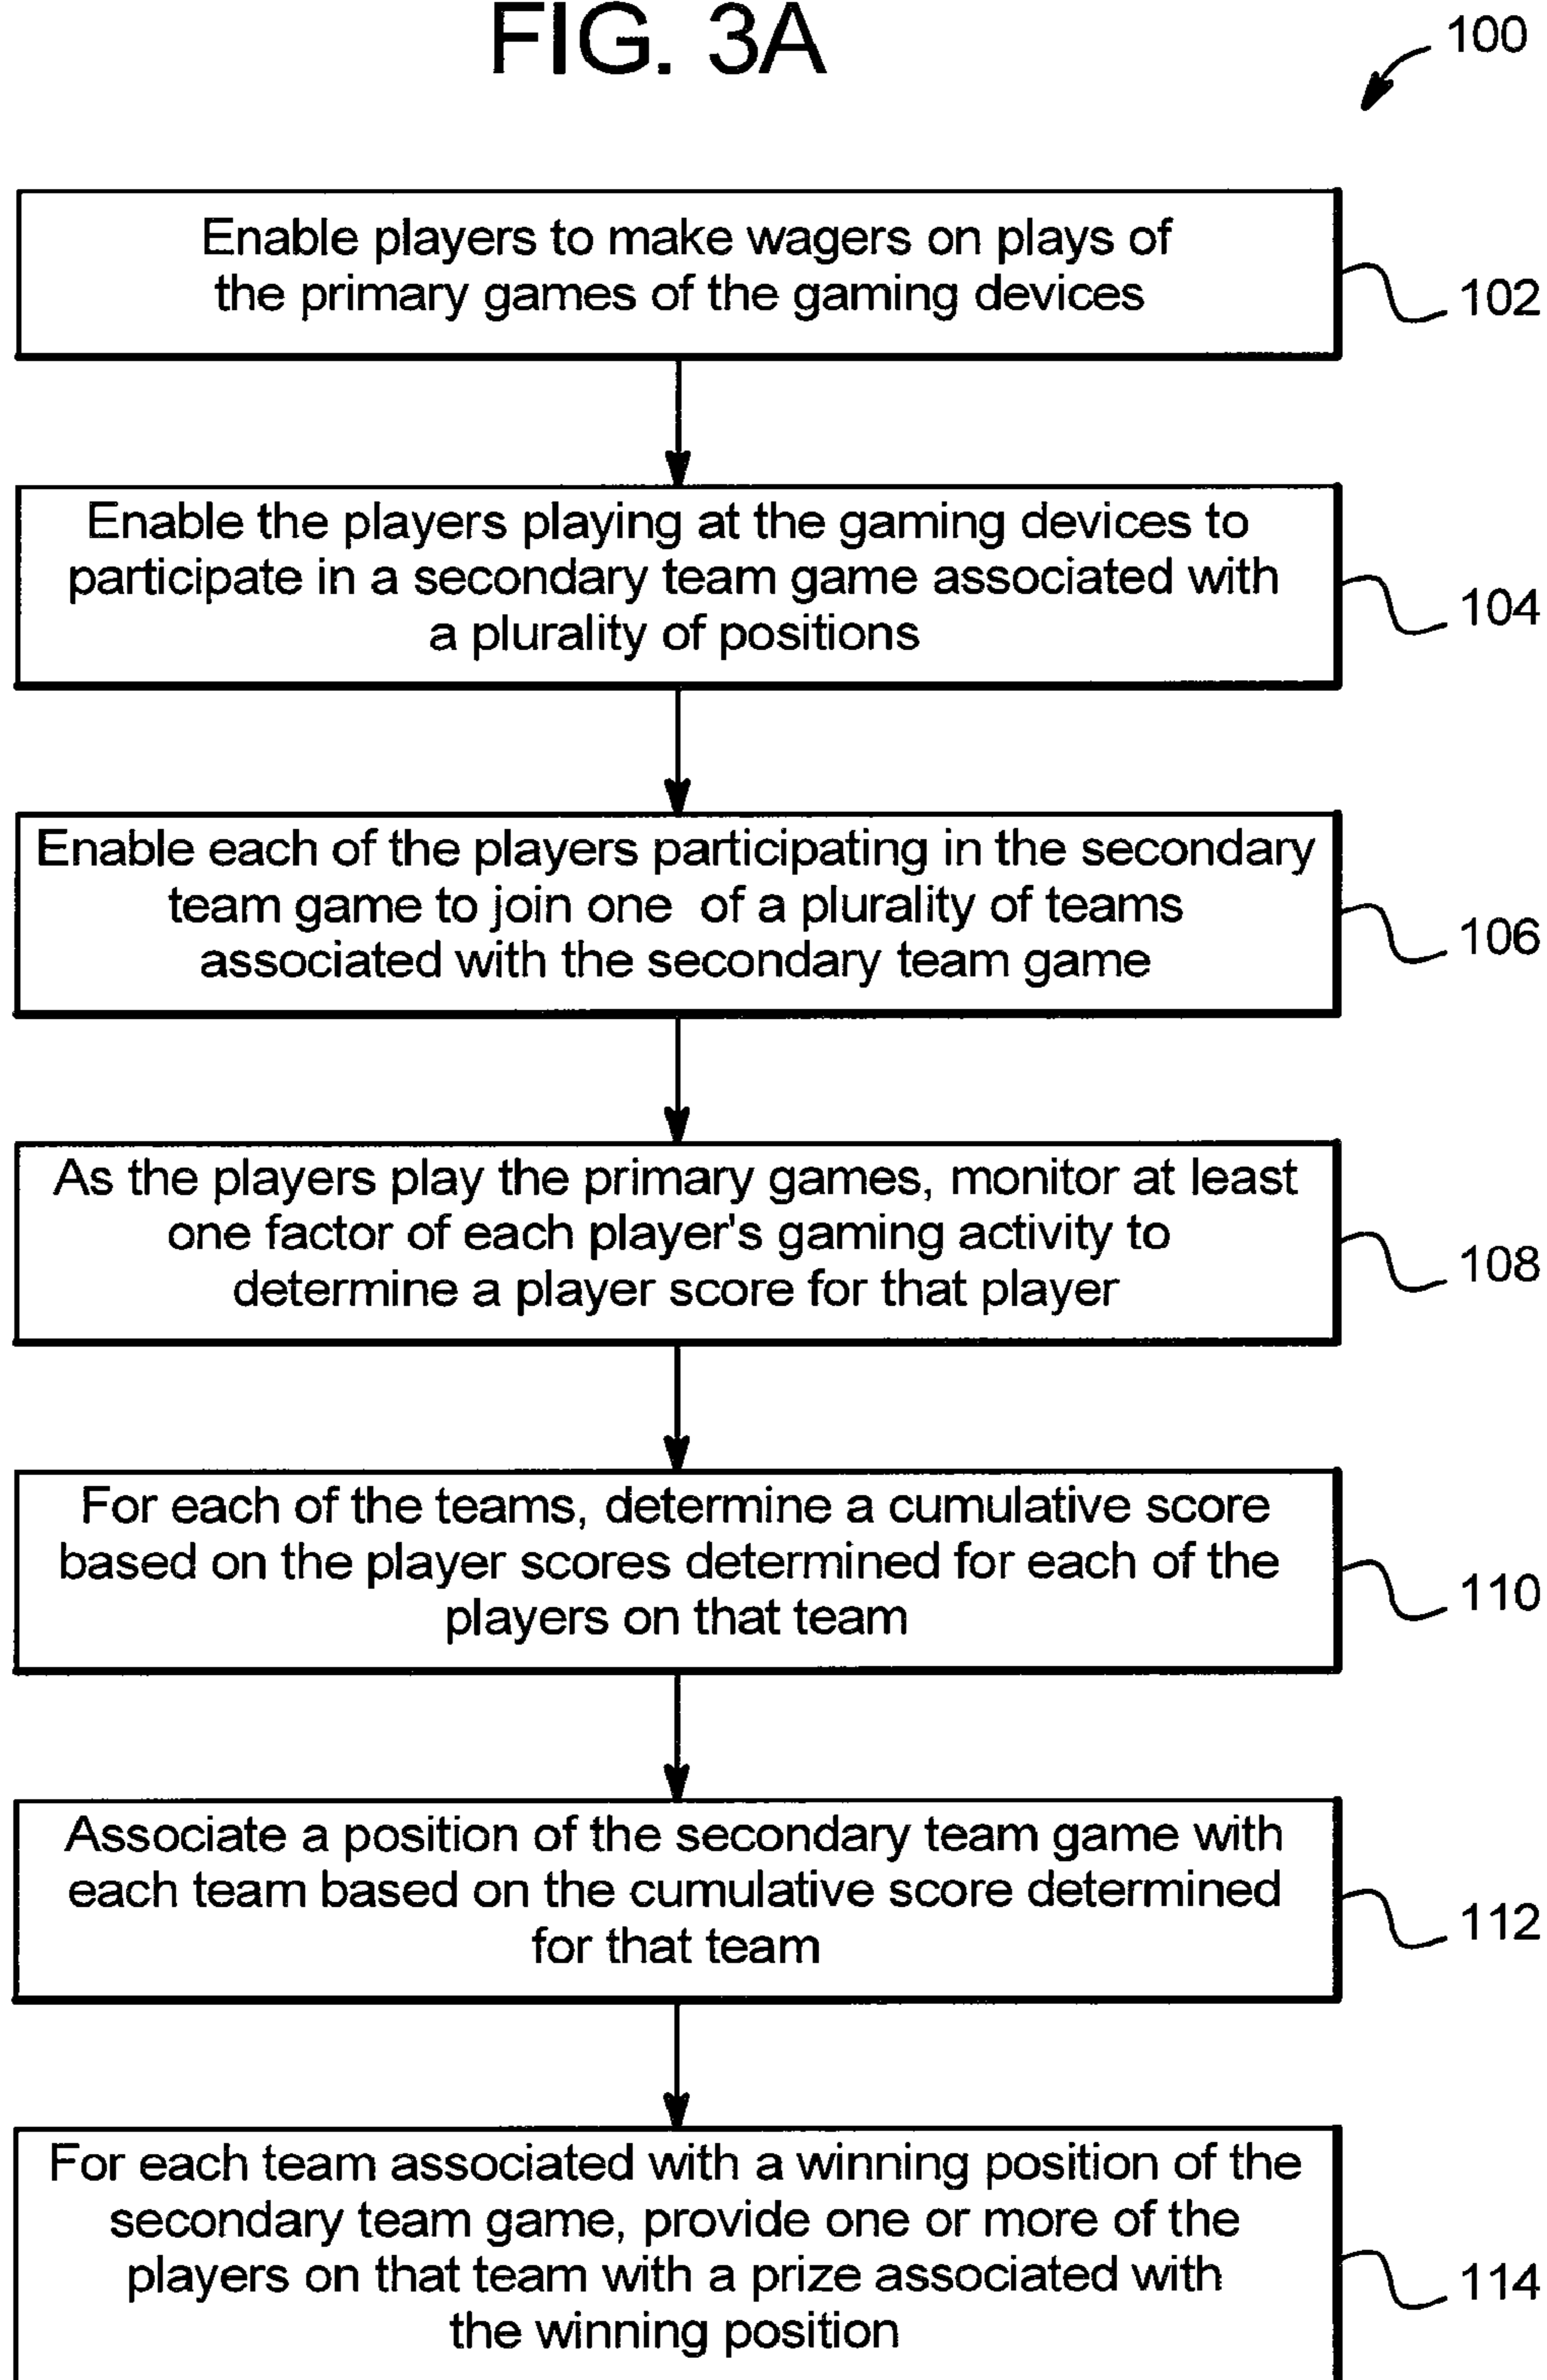 FIG. 3A
100
Enable players to make wagers on plays of
the primary games of the gaming devices
102
Enable the players playing at the gaming devices to
participate in a secondary team game associated with
a plurality of positions
104
Enable each of the players participating in the secondary
team game to join one of a plurality of teams
associated with the secondary team game
106
As the players play the primary games, monitor at least
one factor of each player's gaming activity to
determine a player score for that player
108
For each of the teams, determine a cumulative score
based on the player scores determined for each of the
players on that team
110
Associate a position of the secondary team game with
each team based on the cumulative score determined
for that team
112
For each team associated with a winning position of the
secondary team game, provide one or more of the
players on that team with a prize associated with
the winning position
114